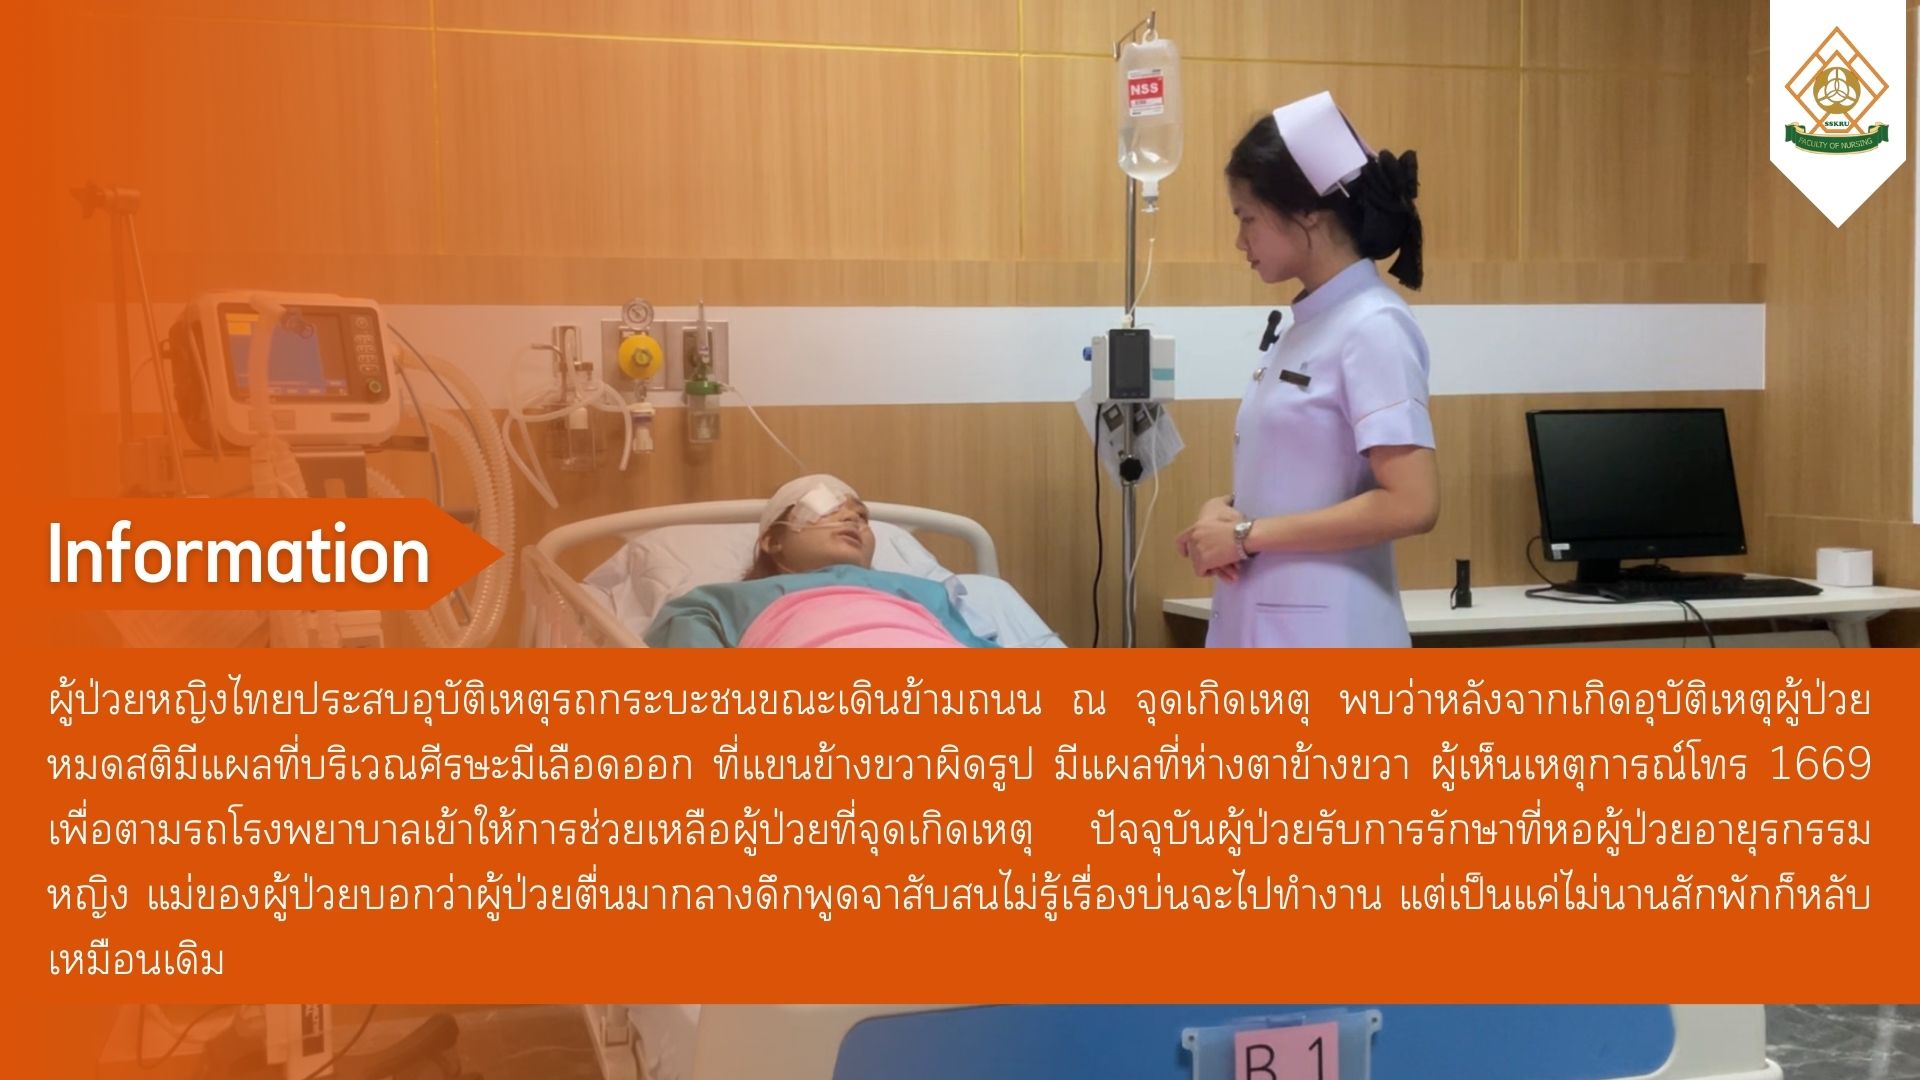 NSS
SSKRU
FACULTY OF NURSING
Information
ผู้ป่วยหญิงไทยประสบอุบัติเหตุรถกระบะชนขณะเดินข้ามถนน ณ จุดเกิดเหตุ พบว่าหลังจากเกิดอุบัติเหตุผู้ป่วย
หมดสติมีแผลที่บริเวณศีรษะมีเลือดออก ที่แขนข้างขวาผิดรูป มีแผลที่ห่างตาข้างขวา ผู้เห็นเหตุการณ์โทร 1669
เพื่อตามรถโรงพยาบาลเข้าให้การช่วยเหลือผู้ป่วยที่จุดเกิดเหตุ ปัจจุบันผู้ป่วยรับการรักษาที่หอผู้ป่วยอายุรกรรม
หญิง แม่ของผู้ป่วยบอกว่าผู้ป่วยตื่นมากลางดึกพูดจาสับสนไม่รู้เรื่องบ่นจะไปทำงาน แต่เป็นแค่ไม่นานสักพักก็หลับ
เหมือนเดิม
B 1